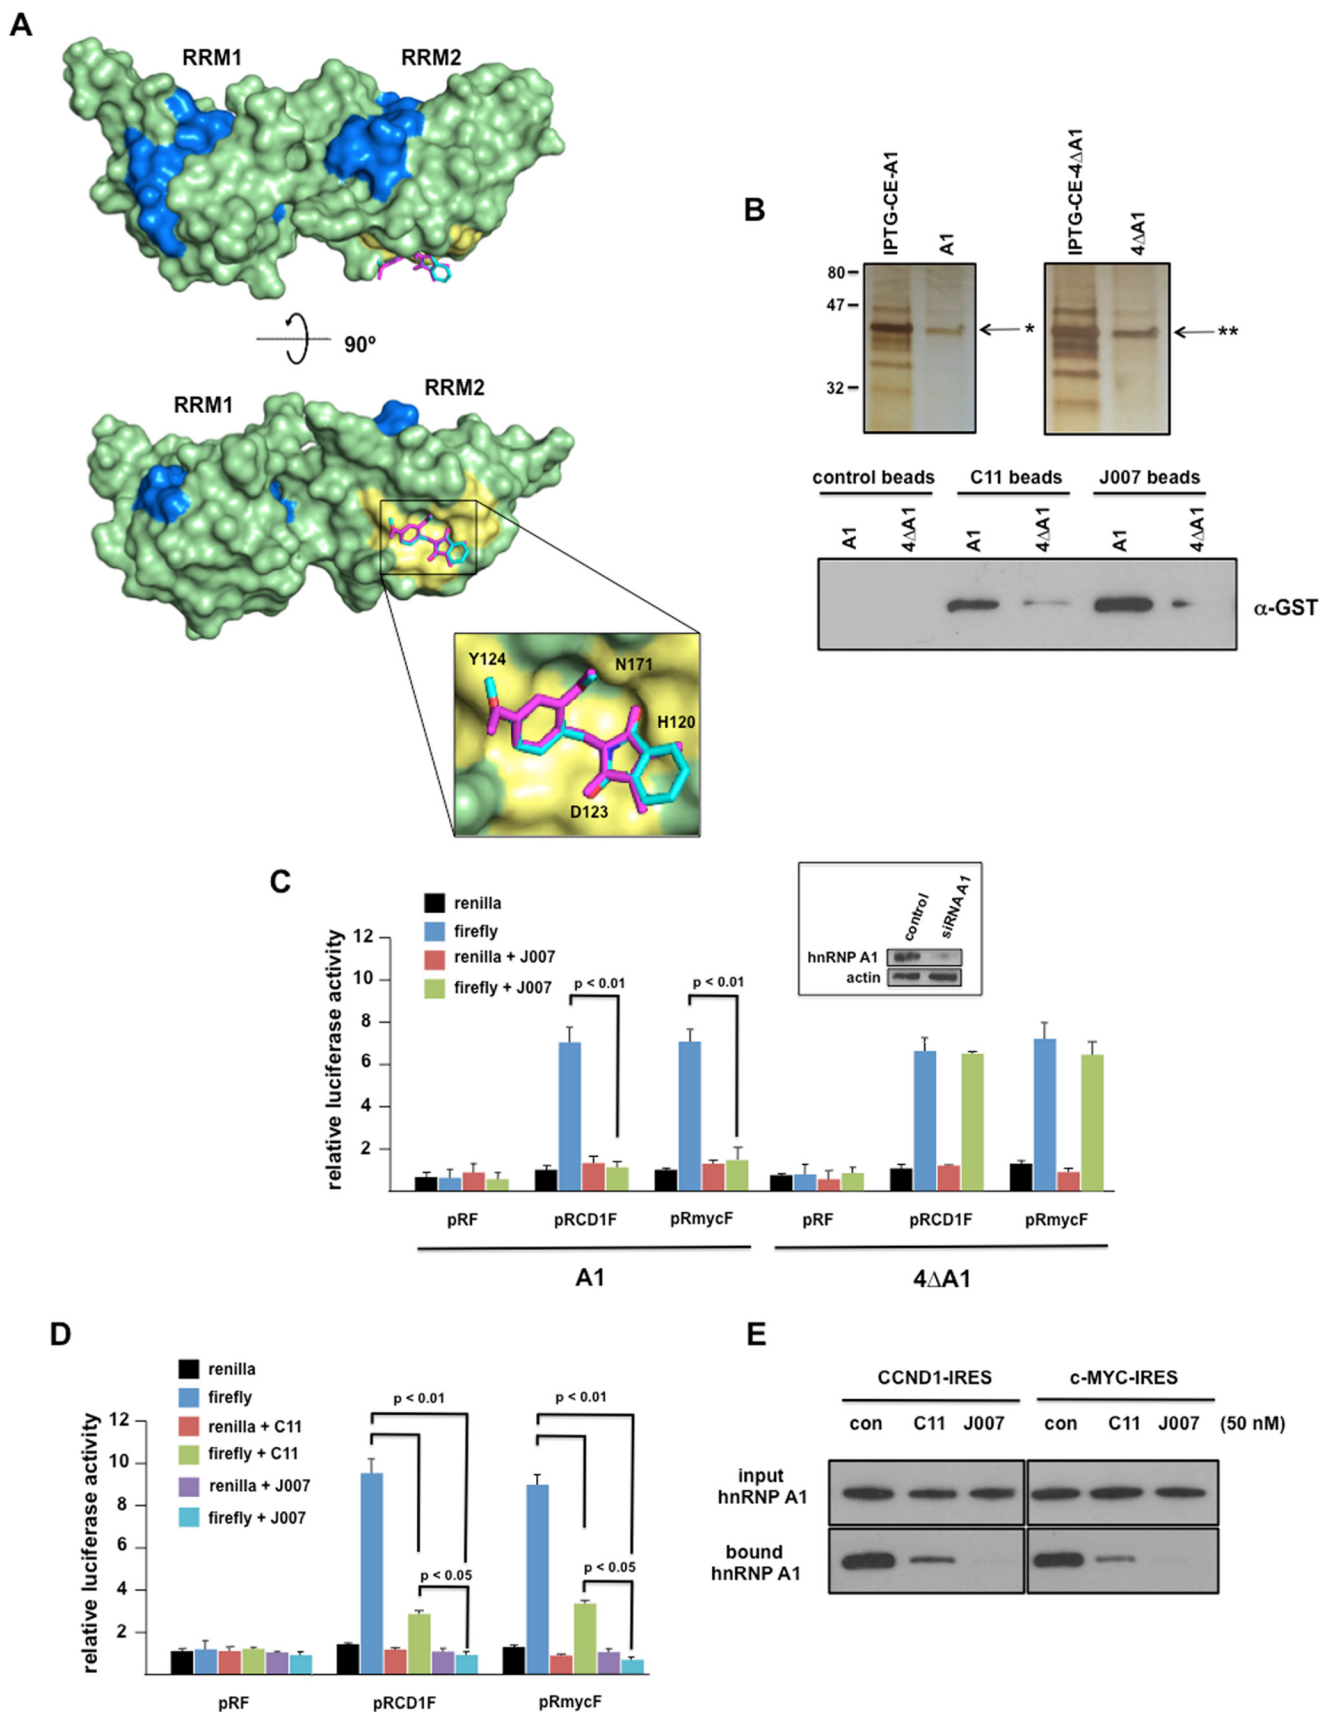 A
RRM1
RRM2
90º
RRM1
RRM2
Y124
N171
H120
D123
B
IPTG-CE-A1
A1
IPTG-CE-4ΔA1
4ΔA1
80
47
32
*
**
control beads
C11 beads
J007 beads
A1
4ΔA1
A1
4ΔA1
A1
4ΔA1
α-GST
C
renilla
firefly
renilla + J007
firefly + J007
control
siRNA A1
hnRNP A1
actin
relative luciferase activity
12
10
8
6
4
2
p < 0.01
p < 0.01
pRF
pRCD1F
pRmycF
pRF
pRCD1F
pRmycF
A1
4ΔA1
D
renilla
firefly
renilla + C11
firefly + C11
renilla + J007
firefly + J007
relative luciferase activity
12
10
8
6
4
2
p < 0.01
p < 0.01
p < 0.05
p < 0.05
pRF
pRCD1F
pRmycF
E
CCND1-IRES
c-MYC-IRES
con
C11
J007
con
C11
J007
(50 nM)
input
hnRNP A1
bound
hnRNP A1